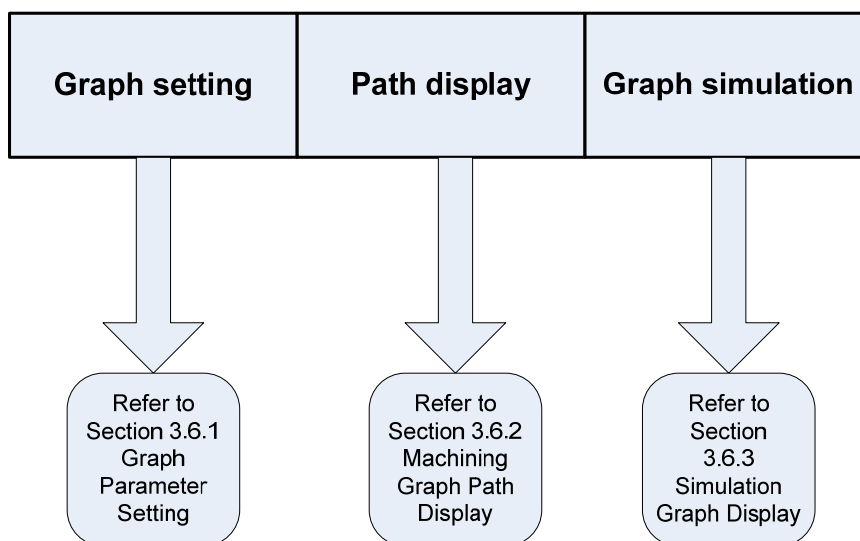 Graph setting
Path display
Graph simulation
Refer to
Section 3.6.1
Graph
Parameter
Setting
Refer to
Section 3.6.2
Machining
Graph Path
Display
Refer to
Section
3.6.3
Simulation
Graph Display